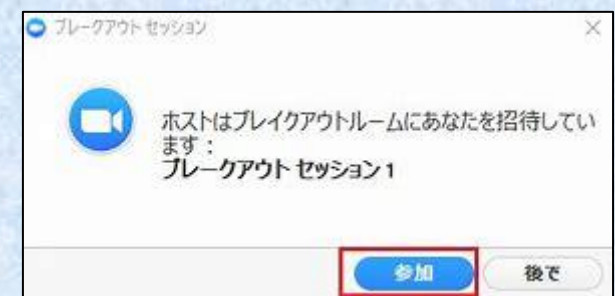 ブレークアウト セッション
ホストはブレイクアウトルームにあなたを招待してい
ます：
ブレークアウト セッション 1
参加
後で